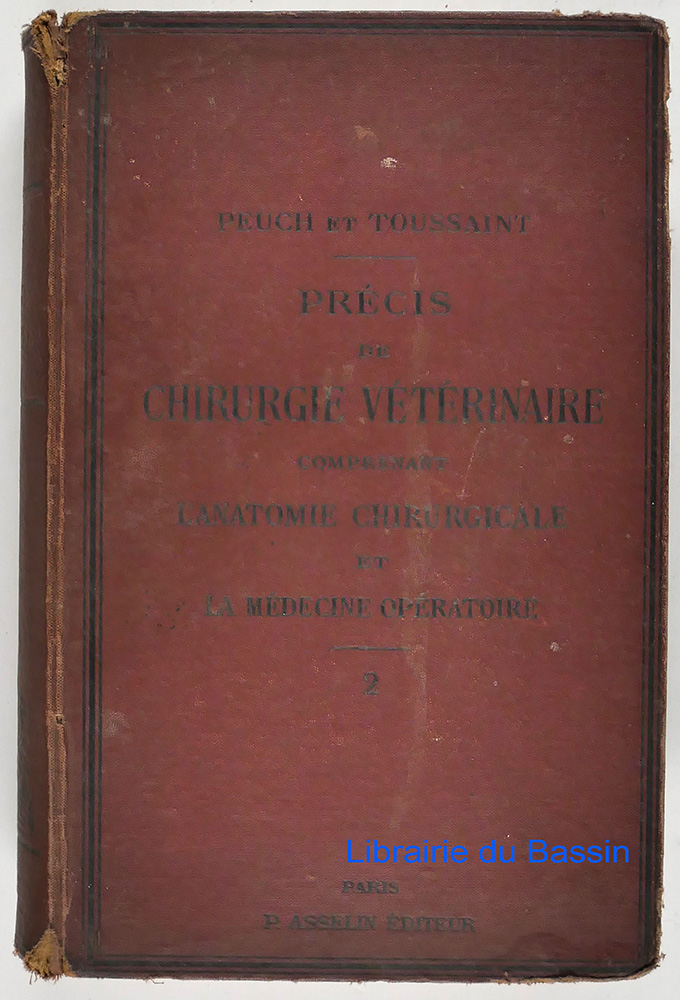 PEUCH ET TOUSSAINT
PRÉCIS
DE
CHIRURGIE VÉTÉRINAIRE
COMPRENANT
L'ANATOMIE CHIRURGICALE
ET
LA MÉDECINE OPÉRATOIRE
2
Librairie du Bassin
PARIS
P. ASSELIN ÉDITEUR